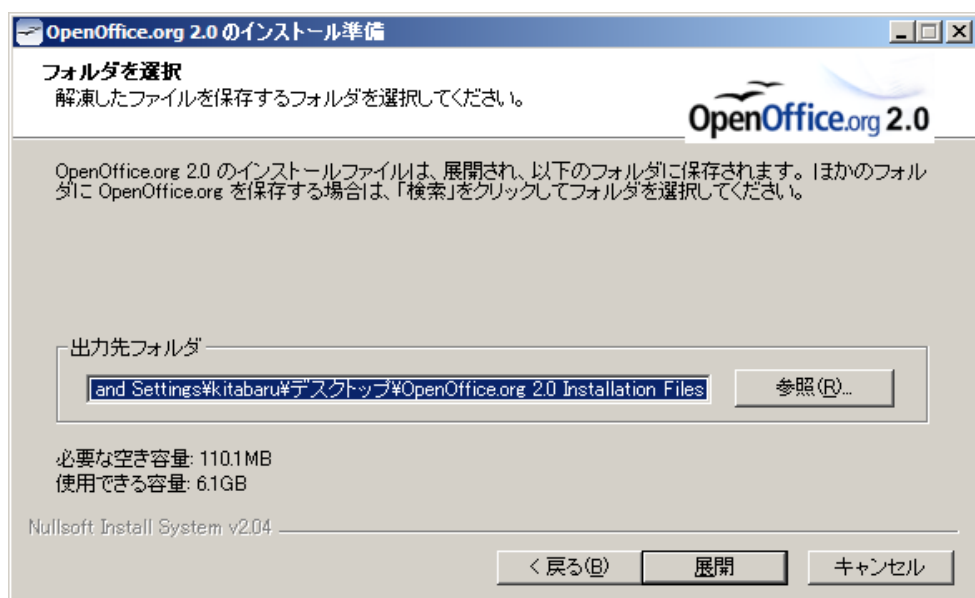 OpenOffice.org 2.0 のインストール準備
フォルダを選択
解凍したファイルを保存するフォルダを選択してください。
OpenOffice.org 2.0
OpenOffice.org 2.0 のインストールファイルは、展開され、以下のフォルダに保存されます。ほかのフォル
ダに OpenOffice.org を保存する場合は、「検索」をクリックしてフォルダを選択してください。
出力先フォルダ
and Settings¥kitabaru¥デスクトップ¥OpenOffice.org 2.0 Installation Files
参照(R)...
必要な空き容量: 110.1MB
使用できる容量: 6.1GB
Nullsoft Install System v2.04
< 戻る(B)
展開
キャンセル